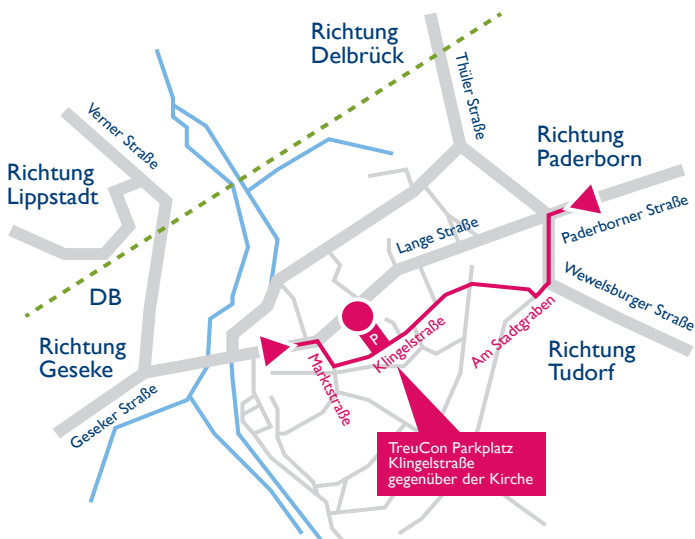 Richtung
Delbrück
Thüler Straße
Verner Straße
Richtung
Paderborn
Richtung
Lippstadt
Paderborner Straße
Lange Straße
Wewelsburger Straße
DB
Am Stadtgraben
P
Klingelstraße
Richtung
Geseke
Marktstraße
Richtung
Tudorf
Geseker Straße
TreuCon Parkplatz
Klingelstraße
gegenüber der Kirche